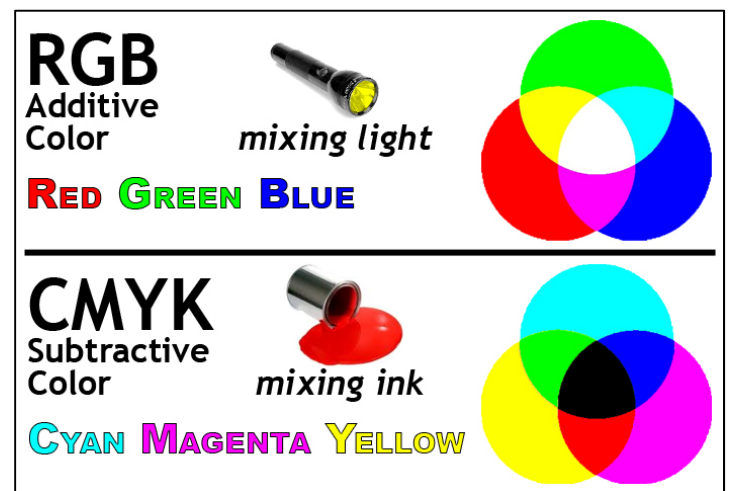 RGB
Additive
Color
mixing light
RED GREEN BLUE
CMYK
Subtractive
Color
mixing ink
CYAN MAGENTA YELLOW